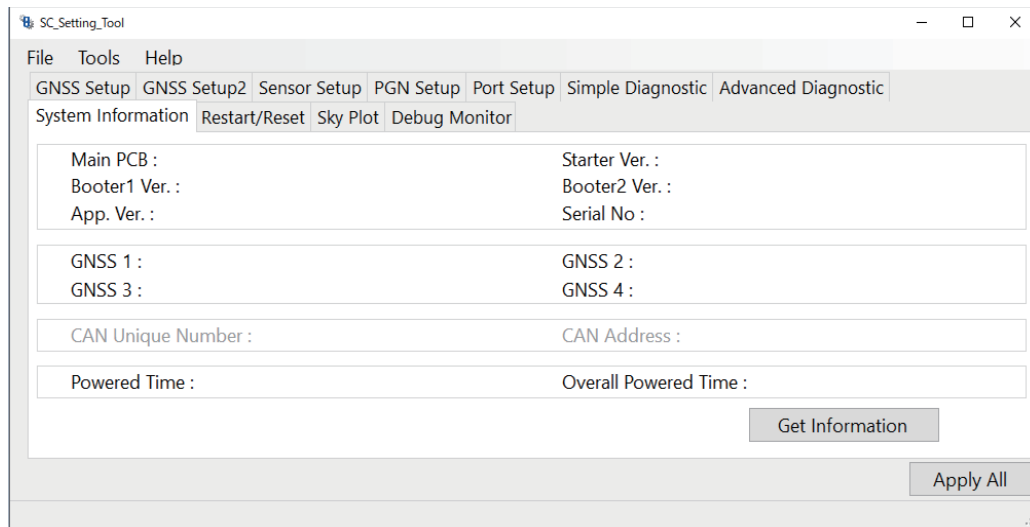 SC_Setting_Tool
File Tools Help
GNSS Setup GNSS Setup2 Sensor Setup PGN Setup Port Setup Simple Diagnostic Advanced Diagnostic
System Information Restart/Reset Sky Plot Debug Monitor
Main PCB : Starter Ver. :
Booter1 Ver. : Booter2 Ver. :
App. Ver. : Serial No :
GNSS 1 : GNSS 2 :
GNSS 3 : GNSS 4 :
CAN Unique Number : CAN Address :
Powered Time : Overall Powered Time :
Get Information
Apply All